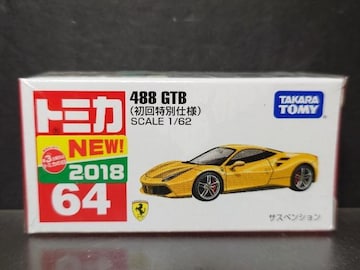 トミカ
488 GTB
(初回特別仕様)
SCALE 1/62
TAKARA
TOMY
NEW!
2018
64
サスペンション